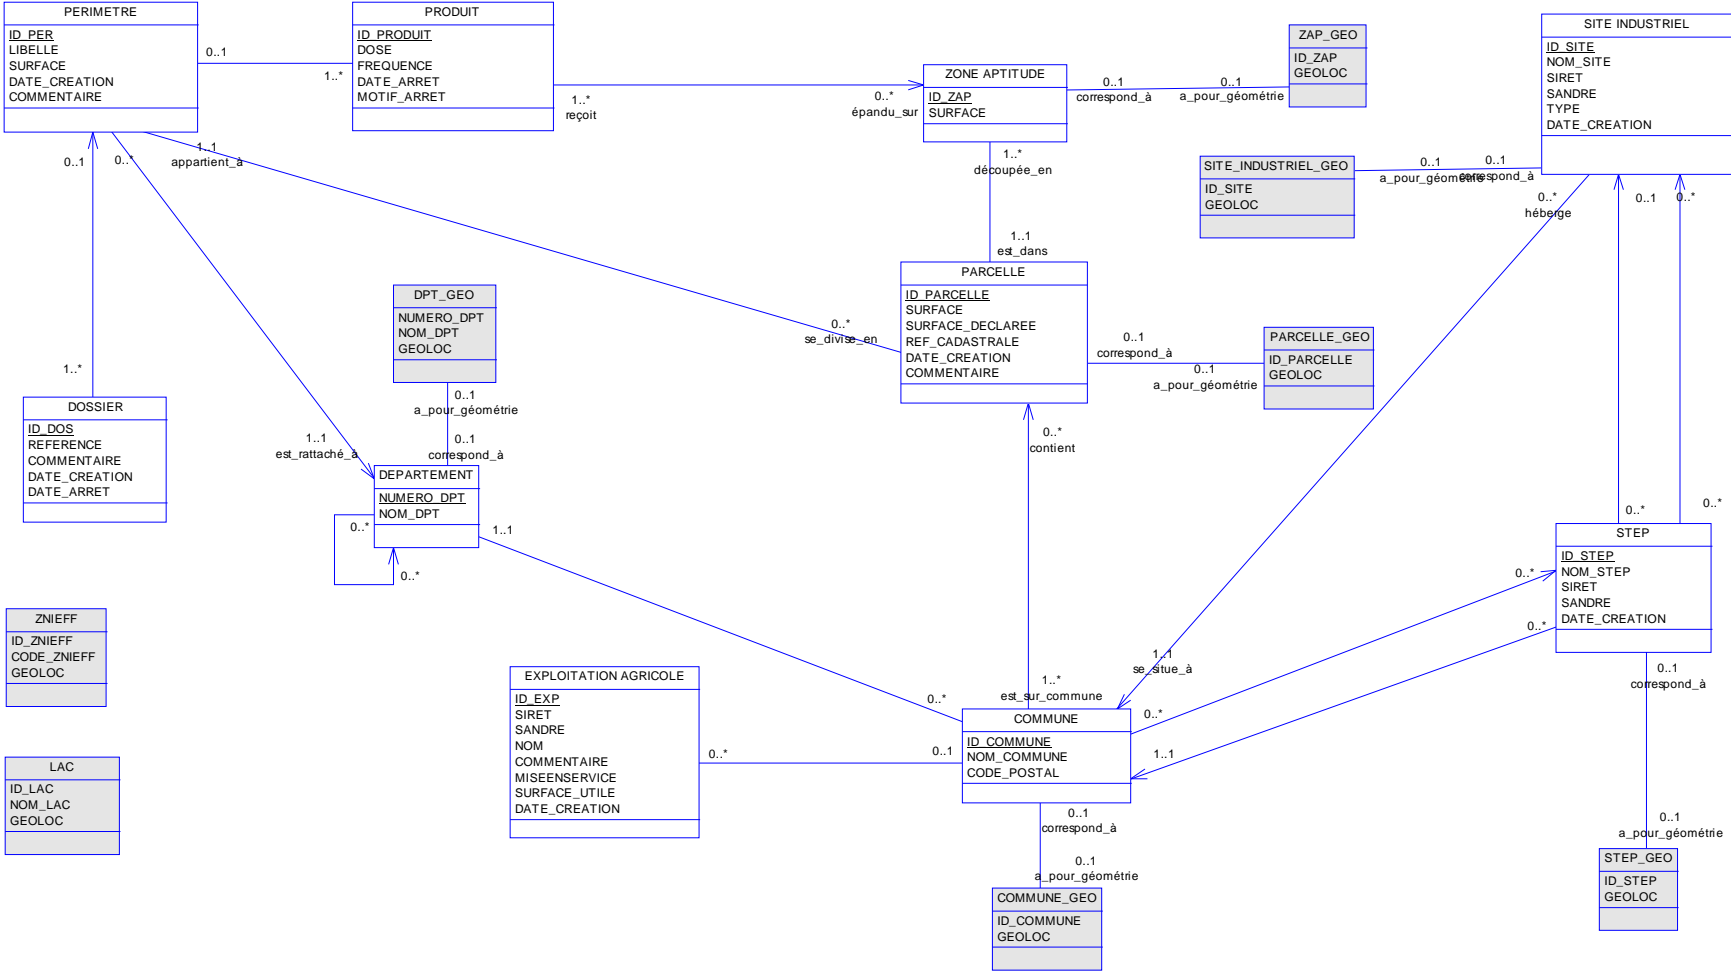 PERIMETRE
ID_PER
LIBELLE
SURFACE
DATE_CREATION
COMMENTAIRE
0..1
1..*
PRODUIT
ID_PRODUIT
DOSE
FREQUENCE
DATE_ARRET
MOTIF_ARRET
1..*
reçoit
0..*
épandu_sur
ZONE APTITUDE
ID_ZAP
SURFACE
0..1
correspond_à
0..1
a_pour_géométrie
ZAP_GEO
ID_ZAP
GEOLOC
SITE INDUSTRIEL
ID_SITE
NOM_SITE
SIRET
SANDRE
TYPE
DATE_CREATION
SITE_INDUSTRIEL_GEO
ID_SITE
GEOLOC
0..1
a_pour_géométrie
0..1
correspond_à
0..*
héberge
0..1
0..*
0..1
0..*
1..1
appartient_à
1..*
découpée_en
1..1
est_dans
PARCELLE
ID_PARCELLE
SURFACE
SURFACE_DECLAREE
REF_CADASTRALE
DATE_CREATION
COMMENTAIRE
0..*
se_divise_en
0..1
correspond_à
0..1
a_pour_géométrie
PARCELLE_GEO
ID_PARCELLE
GEOLOC
DPT_GEO
NUMERO_DPT
NOM_DPT
GEOLOC
0..1
a_pour_géométrie
0..1
correspond_à
1..*
DOSSIER
ID_DOS
REFERENCE
COMMENTAIRE
DATE_CREATION
DATE_ARRET
1..1
est_rattaché_à
DEPARTEMENT
NUMERO_DPT
NOM_DPT
0..*
0..*
1..1
0..*
contient
0..*
0..*
STEP
ID_STEP
NOM_STEP
SIRET
SANDRE
DATE_CREATION
0..*
0..*
ZNIEFF
ID_ZNIEFF
CODE_ZNIEFF
GEOLOC
LAC
ID_LAC
NOM_LAC
GEOLOC
EXPLOITATION AGRICOLE
ID_EXP
SIRET
SANDRE
NOM
COMMENTAIRE
MISEENSERVICE
SURFACE_UTILE
DATE_CREATION
0..*
0..1
0..*
1..*
est_sur_commune
1..1
se_situe_à
COMMUNE
ID_COMMUNE
NOM_COMMUNE
CODE_POSTAL
0..*
1..1
0..1
correspond_à
0..1
a_pour_géométrie
COMMUNE_GEO
ID_COMMUNE
GEOLOC
0..1
correspond_à
0..1
a_pour_géométrie
STEP_GEO
ID_STEP
GEOLOC